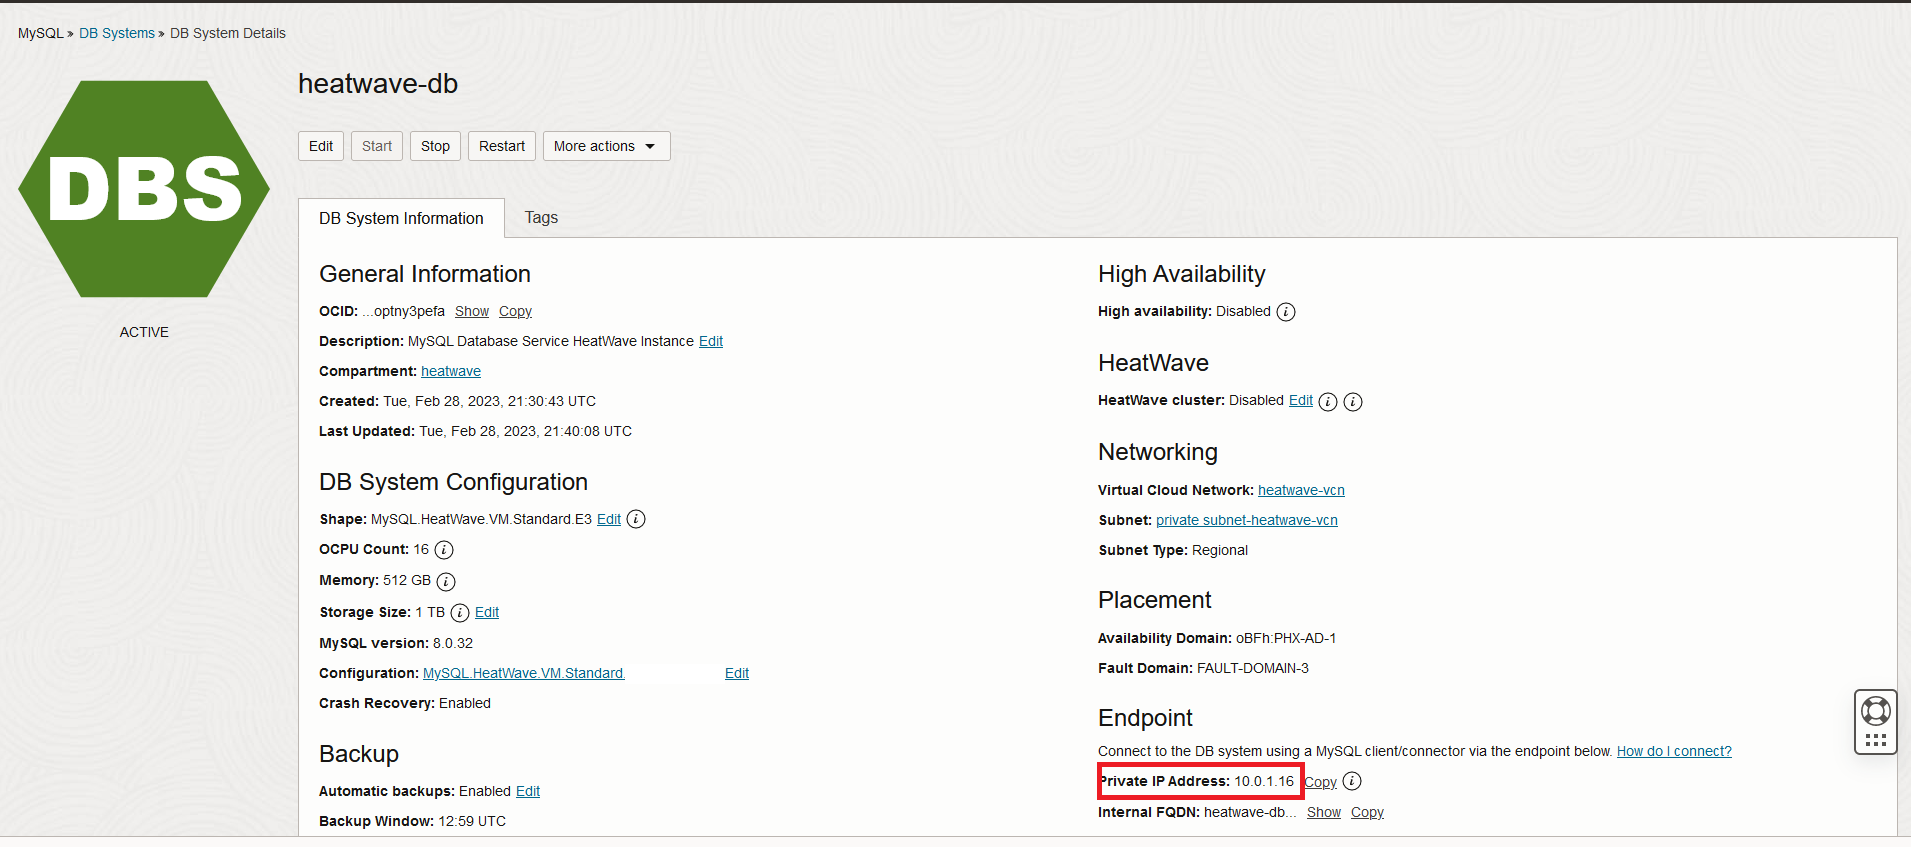 MySQL » DB Systems » DB System Details
DBS
ACTIVE
heatwave-db
Edit Start Stop Restart More actions
DB System Information Tags
General Information
OCID: ...optny3pefa Show Copy
Description: MySQL Database Service HeatWave Instance Edit
Compartment: heatwave
Created: Tue, Feb 28, 2023, 21:30:43 UTC
Last Updated: Tue, Feb 28, 2023, 21:40:08 UTC
DB System Configuration
Shape: MySQL.HeatWave.VM.Standard.E3 Edit i
OCPU Count: 16 i
Memory: 512 GB i
Storage Size: 1 TB i Edit
MySQL version: 8.0.32
Configuration: MySQL.HeatWave.VM.Standard. Edit
Crash Recovery: Enabled
Backup
Automatic backups: Enabled Edit
Backup Window: 12:59 UTC
High Availability
High availability: Disabled i
HeatWave
HeatWave cluster: Disabled Edit i i
Networking
Virtual Cloud Network: heatwave-vcn
Subnet: private subnet-heatwave-vcn
Subnet Type: Regional
Placement
Availability Domain: oBFh:PHX-AD-1
Fault Domain: FAULT-DOMAIN-3
Endpoint
Connect to the DB system using a MySQL client/connector via the endpoint below. How do I connect?
Private IP Address: 10.0.1.16 Copy i
Internal FQDN: heatwave-db... Show Copy